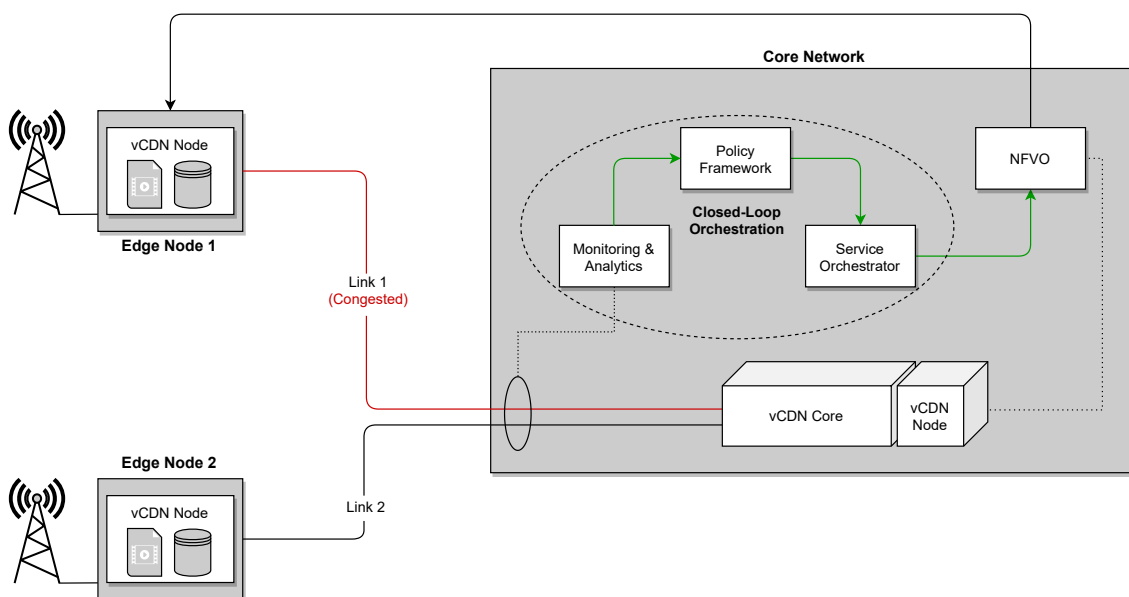 Core Network
vCDN Node
Edge Node 1
Policy
Framework
NFVO
Closed-Loop
Orchestration
Monitoring &
Analytics
Service
Orchestrator
Link 1
(Congested)
vCDN Core
vCDN
Node
Edge Node 2
vCDN Node
Link 2